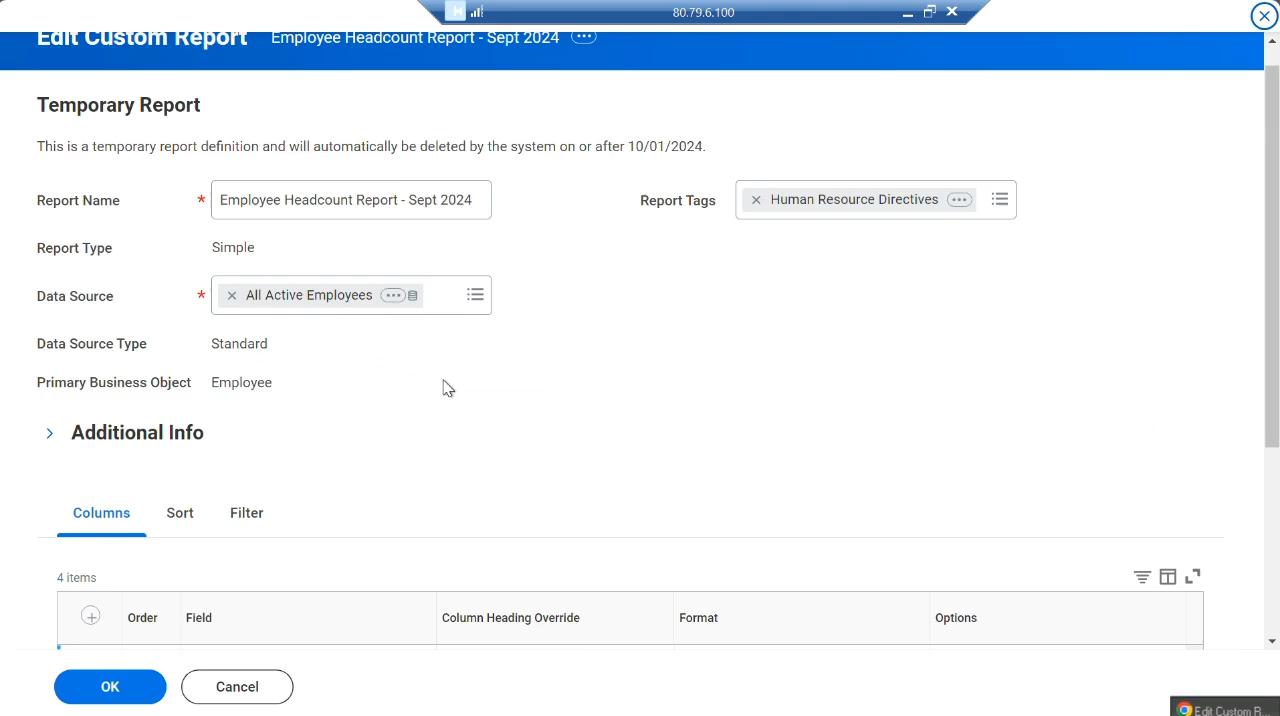 80.79.6.100
Edit Custom Report Employee Headcount Report - Sept 2024
Temporary Report
This is a temporary report definition and will automatically be deleted by the system on or after 10/01/2024.
Report Name * Employee Headcount Report - Sept 2024 Report Tags × Human Resource Directives
Report Type Simple
Data Source * × All Active Employees
Data Source Type Standard
Primary Business Object Employee
Additional Info
Columns Sort Filter
4 items
Order Field Column Heading Override Format Options
OK Cancel
Edit Custom R...